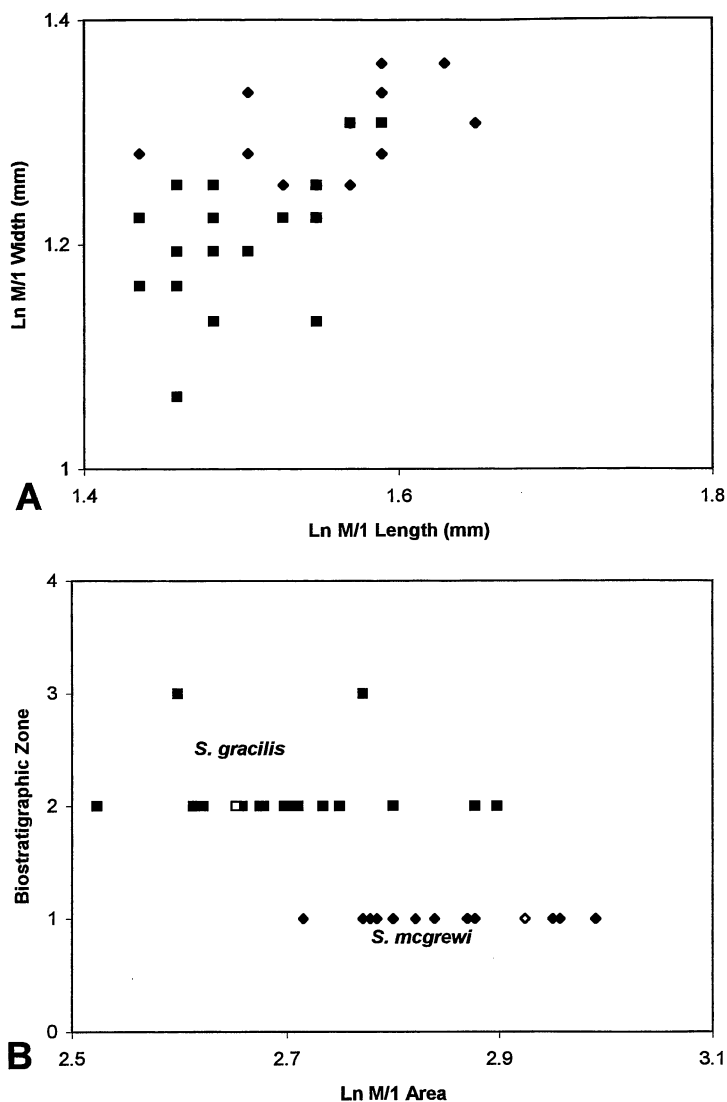 1.4
1.2
1
Ln M/1 Width (mm)
A
1.4
1.6
1.8
Ln M/1 Length (mm)
4
3
2
1
0
Biostratigraphic Zone
S. gracilis
S. mcgrewi
B
2.5
2.7
2.9
3.1
Ln M/1 Area